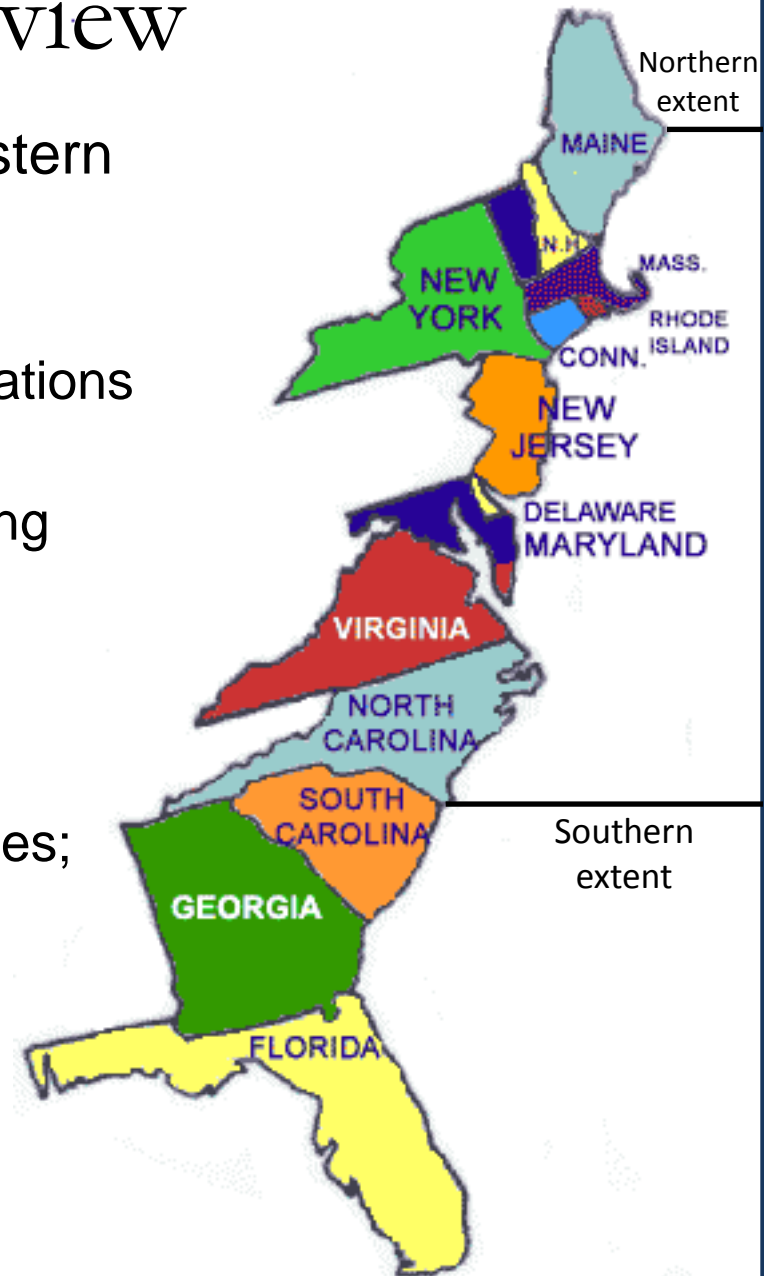 view
Northern
extent
stern
MAINE
N.H
MASS.
NEW
YORK
RHODE
ISLAND
CONN.
ations
NEW
JERSEY
ng
DELAWARE
MARYLAND
VIRGINIA
NORTH
CAROLINA
SOUTH
CAROLINA
es;
Southern
extent
GEORGIA
FLORIDA